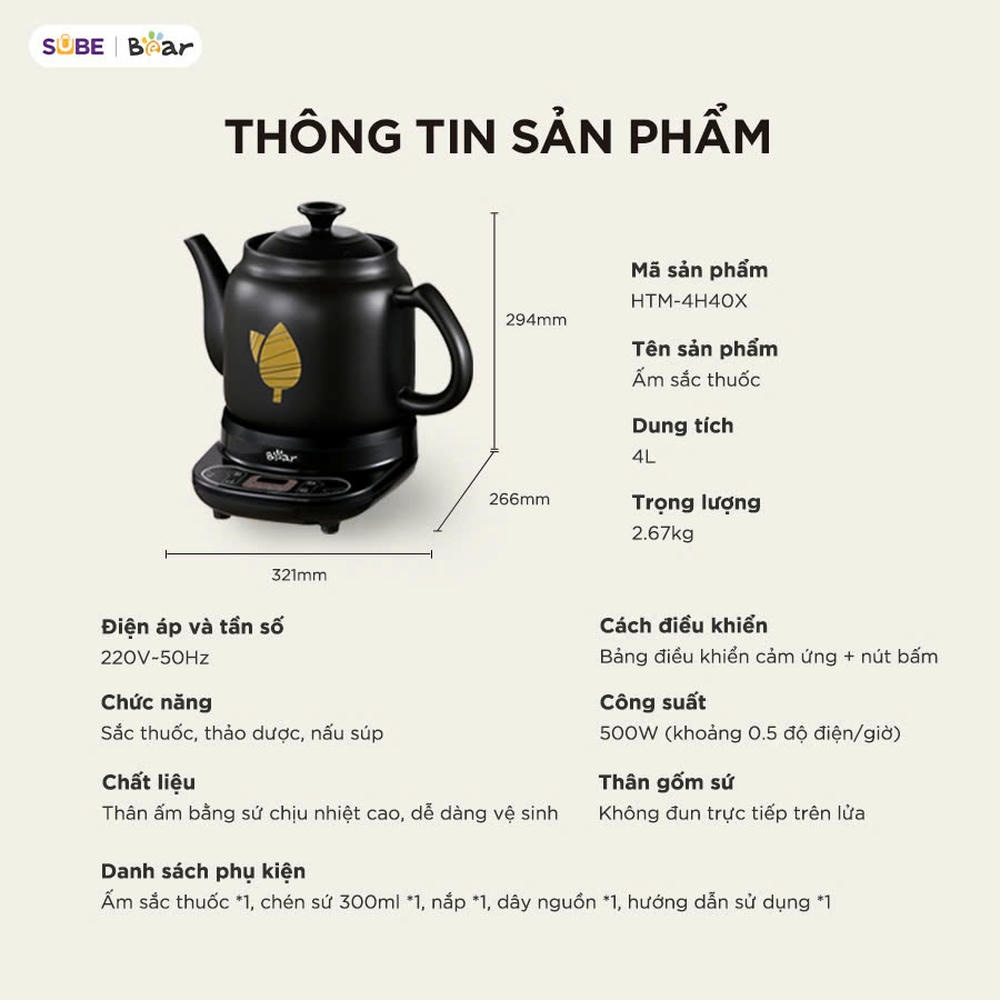 SUBE | Bear
THÔNG TIN SẢN PHẨM
294mm
266mm
321mm
Bear
Mã sản phẩm
HTM-4H40X
Tên sản phẩm
Ấm sắc thuốc
Dung tích
4L
Trọng lượng
2.67kg
Điện áp và tần số
220V~50Hz
Chức năng
Sắc thuốc, thảo dược, nấu súp
Chất liệu
Thân ấm bằng sứ chịu nhiệt cao, dễ dàng vệ sinh
Cách điều khiển
Bảng điều khiển cảm ứng + nút bấm
Công suất
500W (khoảng 0.5 độ điện/giờ)
Thân gốm sứ
Không đun trực tiếp trên lửa
Danh sách phụ kiện
Ấm sắc thuốc *1, chén sứ 300ml *1, nắp *1, dây nguồn *1, hướng dẫn sử dụng *1